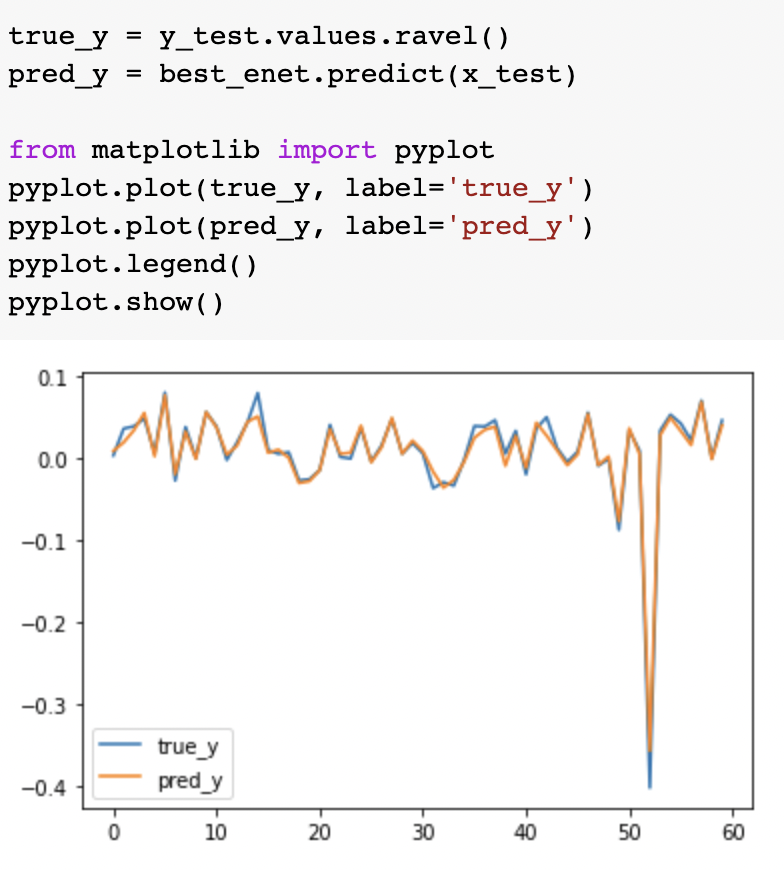 true_y = y_test.values.ravel()
pred_y = best_enet.predict(x_test)
from matplotlib import pyplot
pyplot.plot(true_y, label='true_y')
pyplot.plot(pred_y, label='pred_y')
pyplot.legend()
pyplot.show()
0.1
0.0
−0.1
−0.2
−0.3
−0.4
true_y
pred_y
0 10 20 30 40 50 60